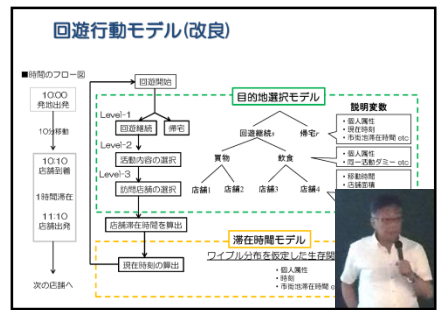 回遊行動モデル(改良)
■時間のフロー図
10:00
発地出発
10分移動
10:10
店舗到着
1時間滞在
11:10
店舗出発
次の店舗へ
回遊開始
Level-1
回遊継続
帰宅
Level-2
活動内容の選択
Level-3
訪問店舗の選択
店舗滞在時間を算出
現在時刻の算出
目的地選択モデル
回遊継続s
帰宅r
買物
飲食
店舗1
店舗2
店舗3
店舗4
説明変数
・個人属性
・現在時刻
・市街地滞在時間 etc
・個人属性
・同一活動ダミー etc
・移動時間
・店舗面積
滞在時間モデル
ワイブル分布を仮定した生存関
・個人属性
・時刻
・市街地滞在時間 e